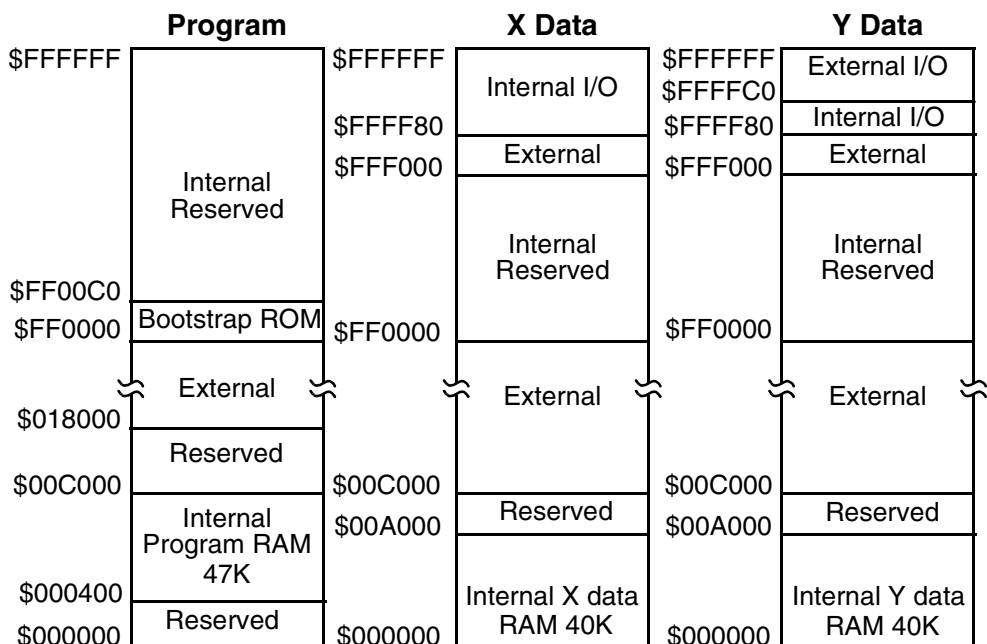 Program
$FFFFFF
Internal
Reserved
$FF00C0
Bootstrap ROM
$FF0000
External
$018000
Reserved
$00C000
Internal
Program RAM
47K
$000400
Reserved
$000000
X Data
$FFFFFF
Internal I/O
$FFFF80
External
$FFF000
Internal
Reserved
$FF0000
External
$00C000
Reserved
$00A000
Internal X data
RAM 40K
$000000
Y Data
$FFFFFF
External I/O
$FFFFC0
Internal I/O
$FFFF80
External
$FFF000
Internal
Reserved
$FF0000
External
$00C000
Reserved
$00A000
Internal Y data
RAM 40K
$000000